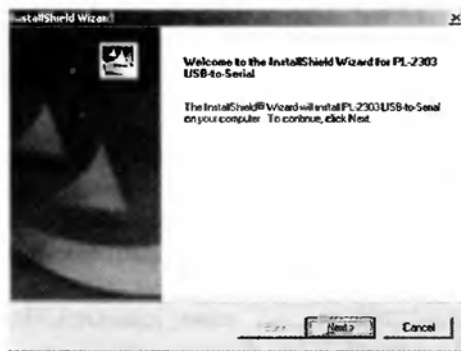 InstallShield Wizard
Welcome to the InstallShield Wizard for PL-2303
USB-to-Serial
The InstallShield® Wizard will install PL-2303 USB-to-Serial
on your computer. To continue, click Next.
< Back
Next >
Cancel